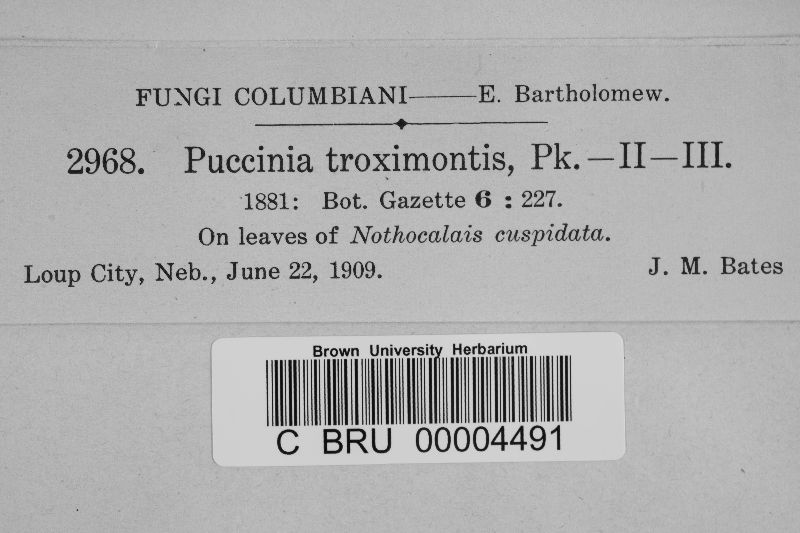 FUNGI COLUMBIANI——E. Bartholomew.
2968. Puccinia troximontis, Pk.—II—III.
1881: Bot. Gazette 6 : 227.
On leaves of Nothocalais cuspidata.
Loup City, Neb., June 22, 1909. J. M. Bates
Brown University Herbarium
C BRU 00004491